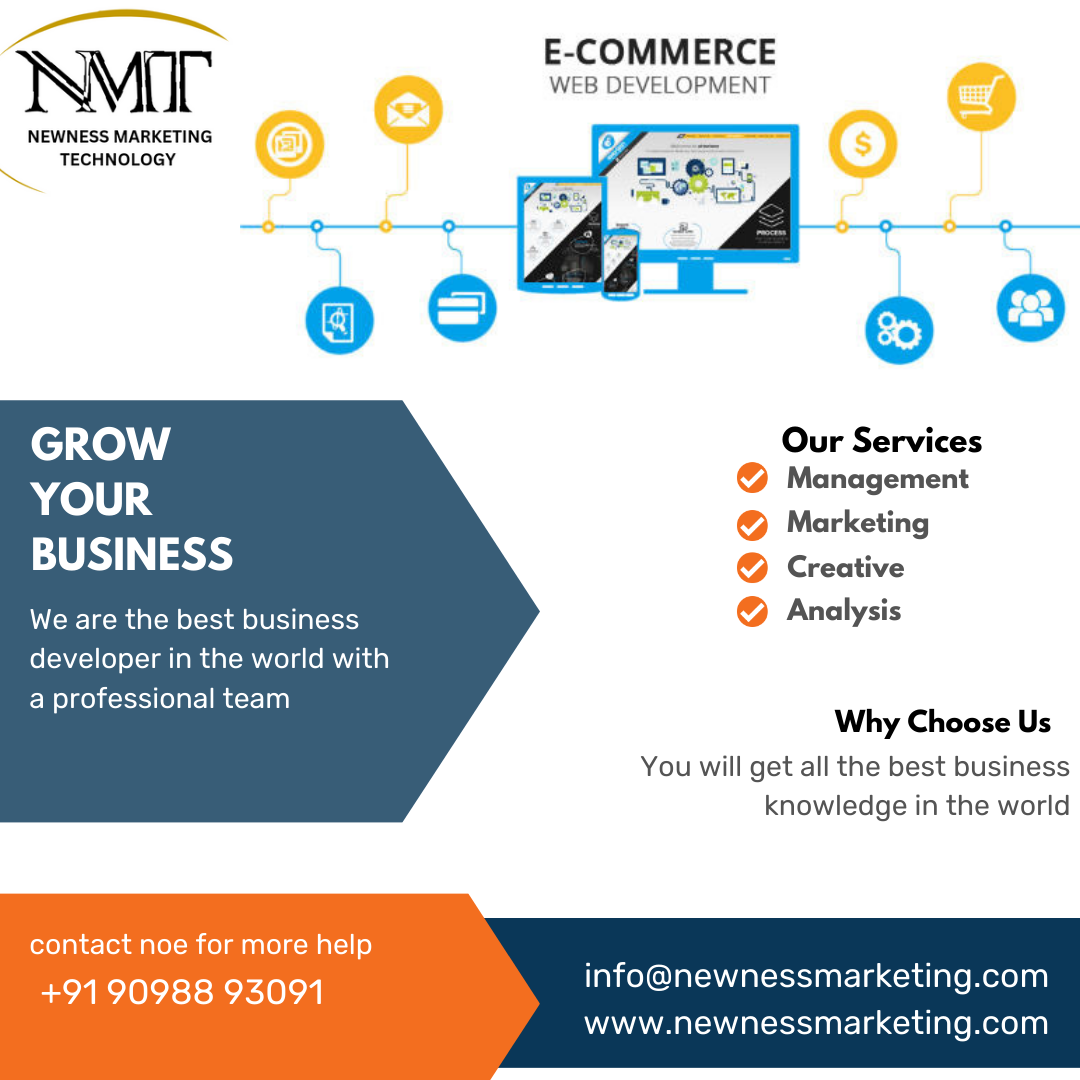 NMT
NEWNESS MARKETING
TECHNOLOGY
E-COMMERCE
WEB DEVELOPMENT
PROCESS
GROW
YOUR
BUSINESS
We are the best business
developer in the world with
a professional team
Our Services
Management
Marketing
Creative
Analysis
Why Choose Us
You will get all the best business
knowledge in the world
contact noe for more help
+91 90988 93091
info@newnessmarketing.com
www.newnessmarketing.com